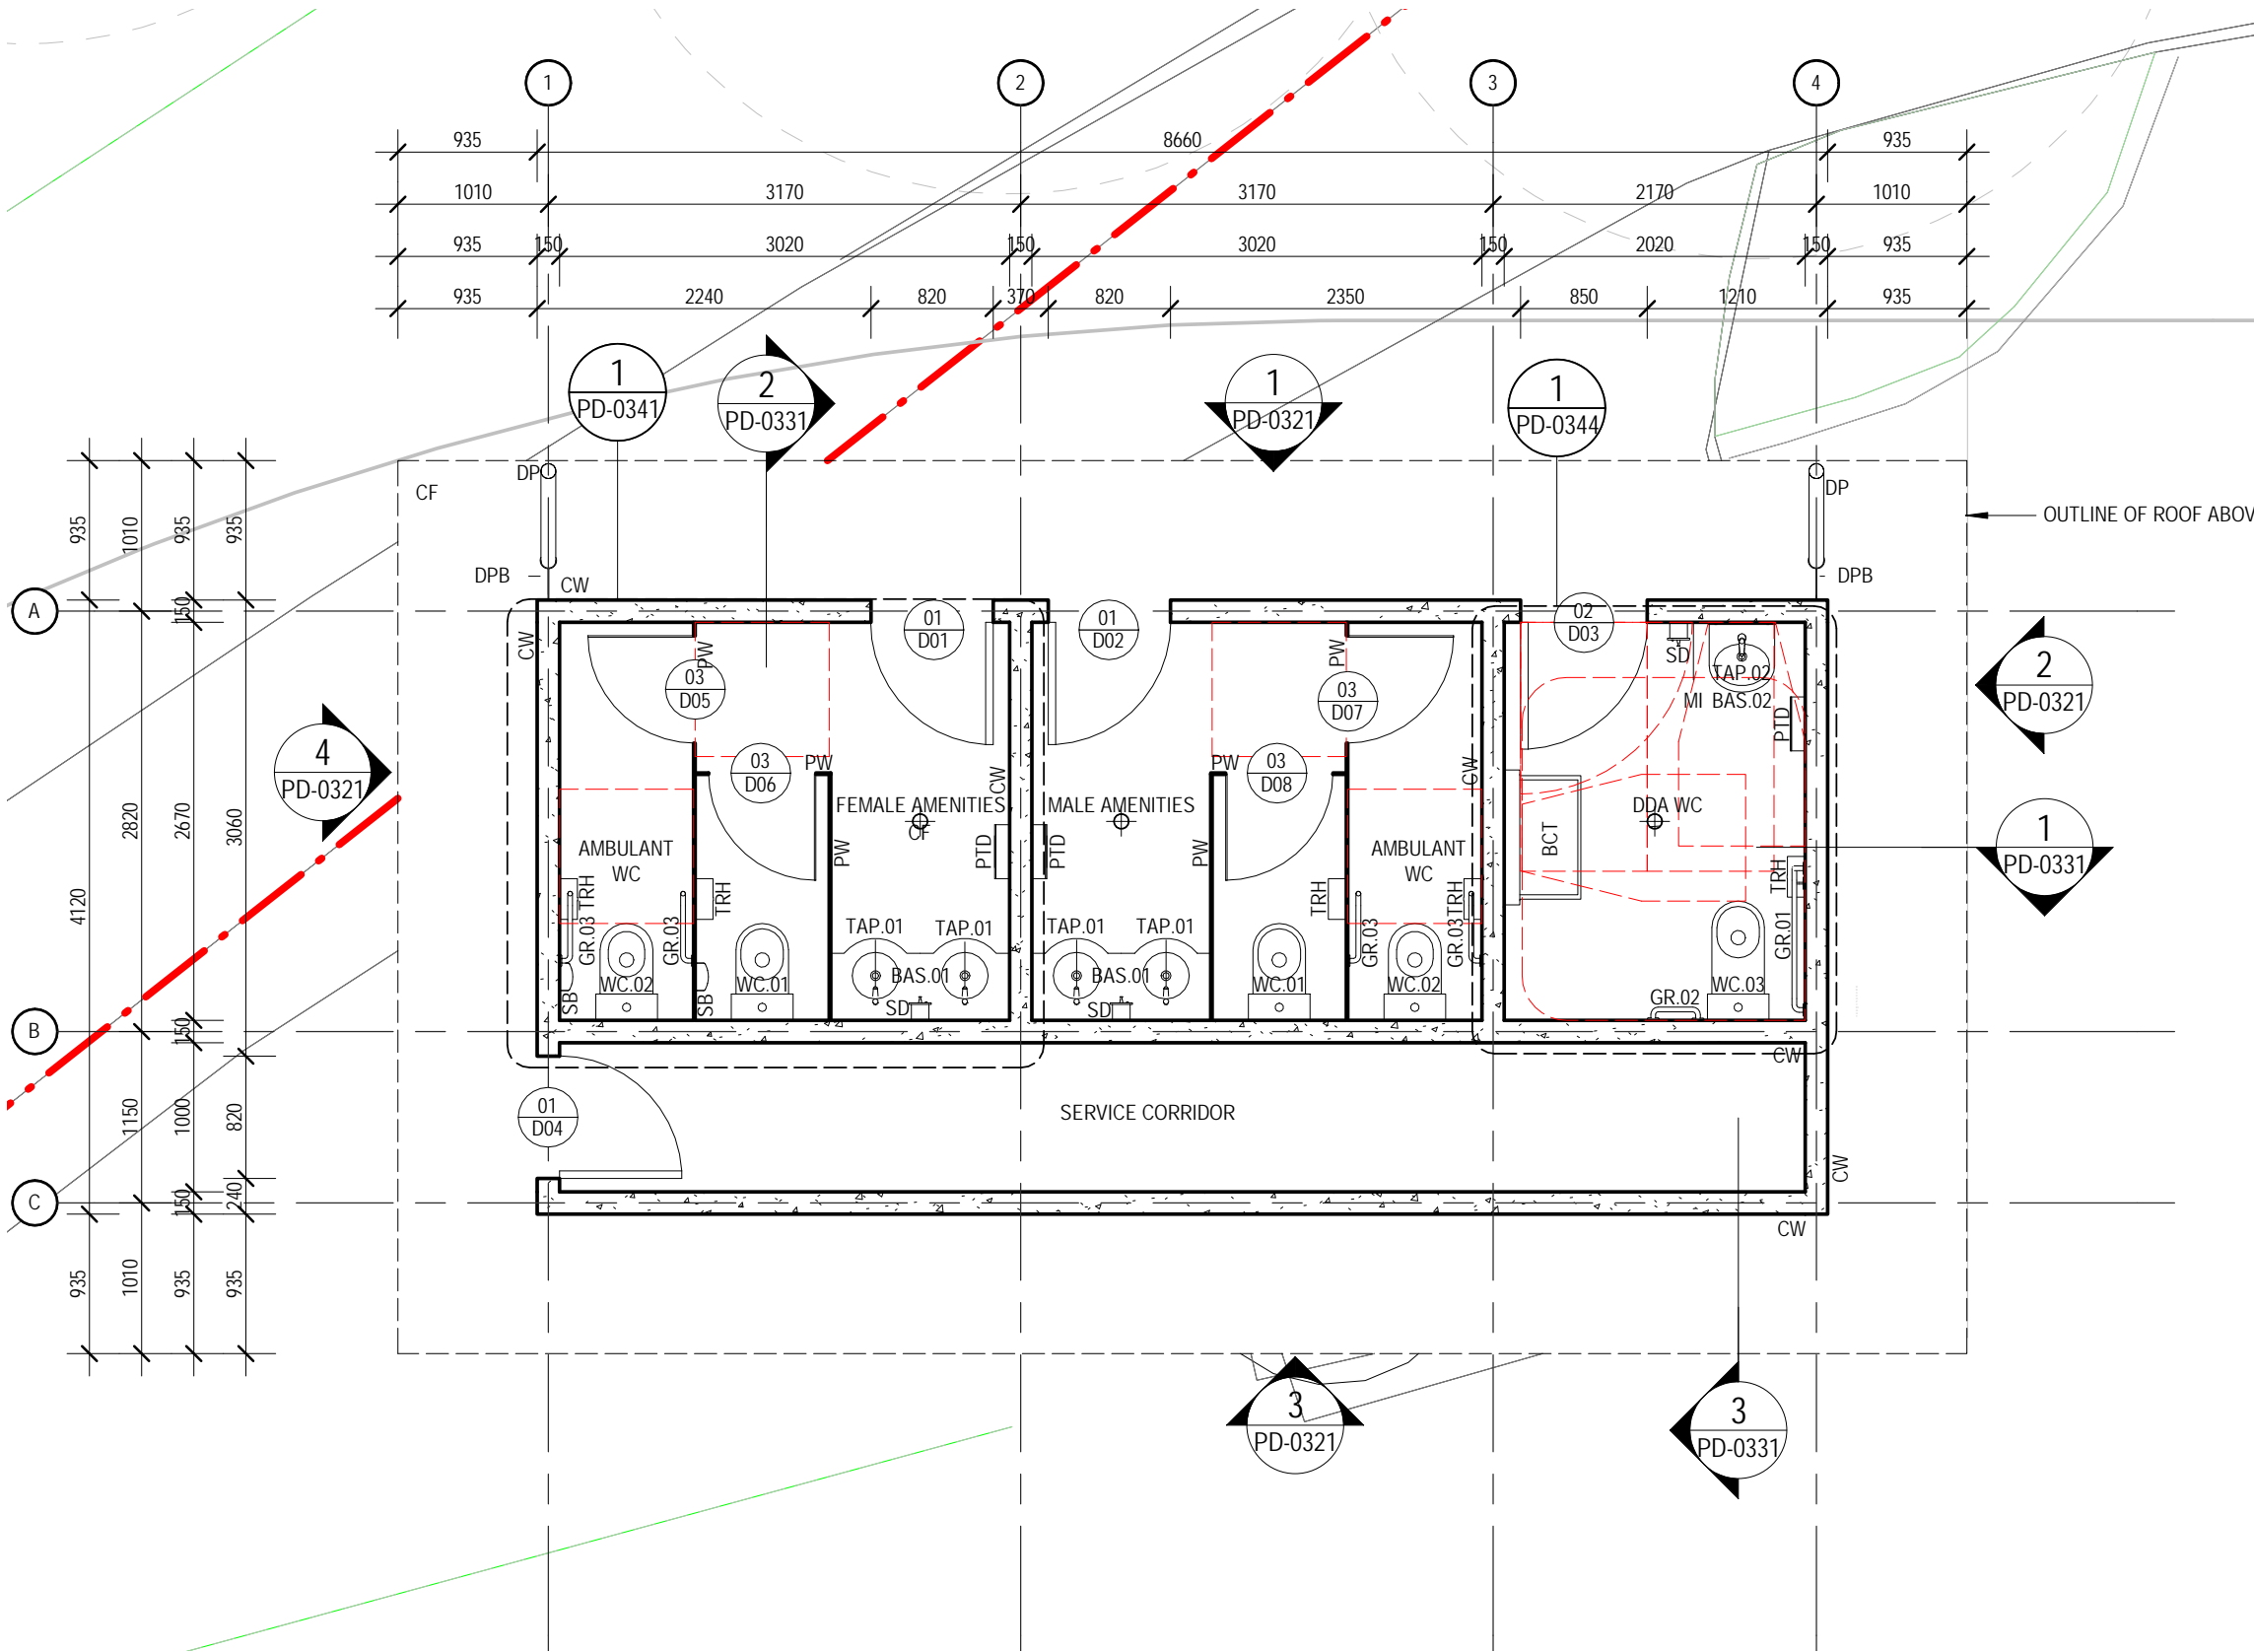 1
2
3
4
935
8660
935
1010
3170
3170
2170
1010
935
150
3020
150
3020
150
2020
150
935
935
2240
820
370
820
2350
850
1210
935
1
PD-0341
2
PD-0331
1
PD-0321
1
PD-0344
DP
CF
DP
OUTLINE OF ROOF ABOV
935
1010
935
935
DPB
CW
DPB
A
150
CW
01
D01
01
D02
02
D03
PW
PW
SD
TAP.02
MI BAS.02
PTD
2
PD-0321
03
D05
03
D07
4
PD-0321
03
D06
PW
CW
PW
03
D08
CW
FEMALE AMENITIES
CF
MALE AMENITIES
DDA WC
4120
2820
2670
3060
AMBULANT
WC
PW
PTD
PTD
PW
AMBULANT
WC
BCT
1
PD-0331
TRH
TRH
TRH
TRH
TRH
GR.03
GR.03
TAP.01
TAP.01
TAP.01
TAP.01
GR.03
GR.03
GR.01
WC.02
WC.01
BAS.01
BAS.01
WC.01
WC.02
WC.03
SB
SB
SD
SD
GR.02
B
150
CW
1150
1000
820
01
D04
SERVICE CORRIDOR
CW
C
150
240
CW
935
1010
935
935
3
PD-0321
3
PD-0331